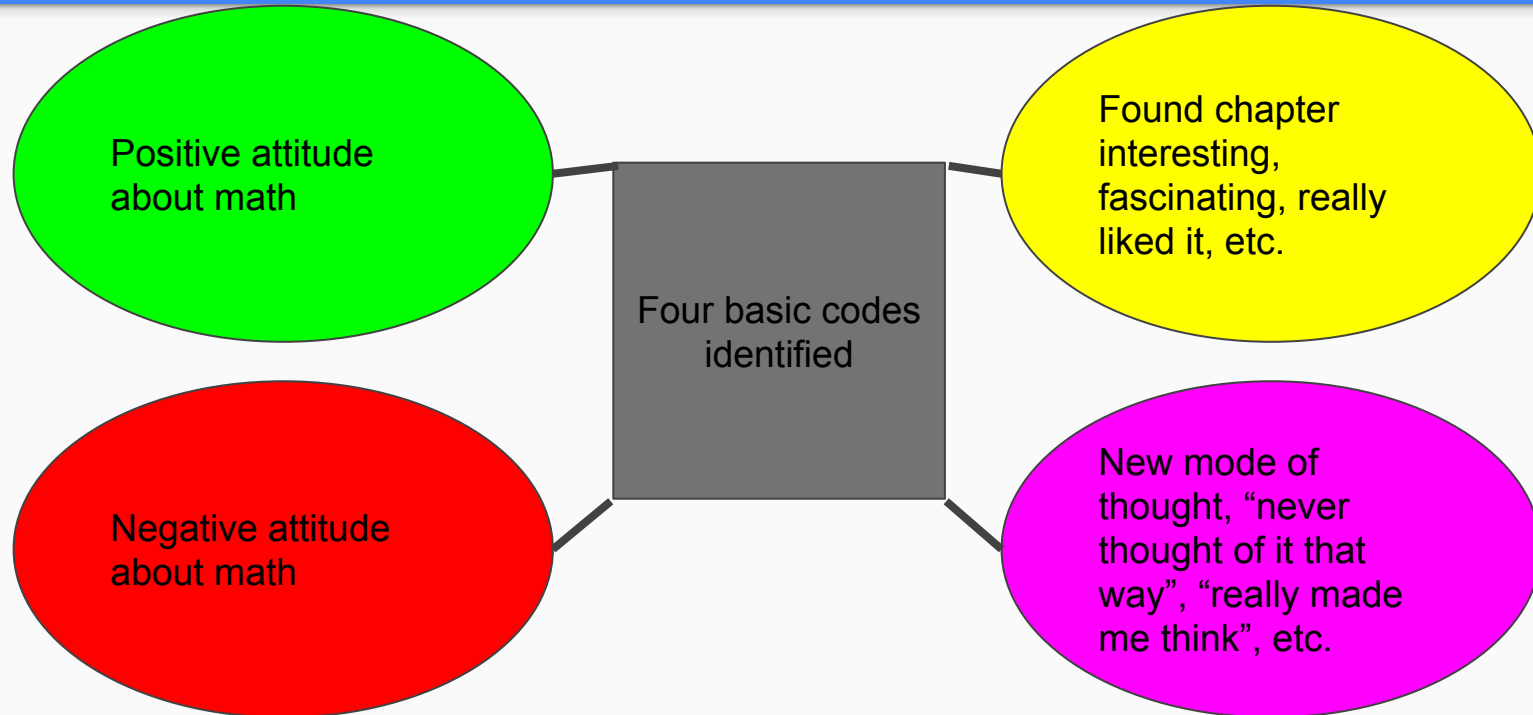 Positive attitude
about math
Found chapter
interesting,
fascinating, really
liked it, etc.
Four basic codes
identified
Negative attitude
about math
New mode of
thought, “never
thought of it that
way”, “really made
me think”, etc.